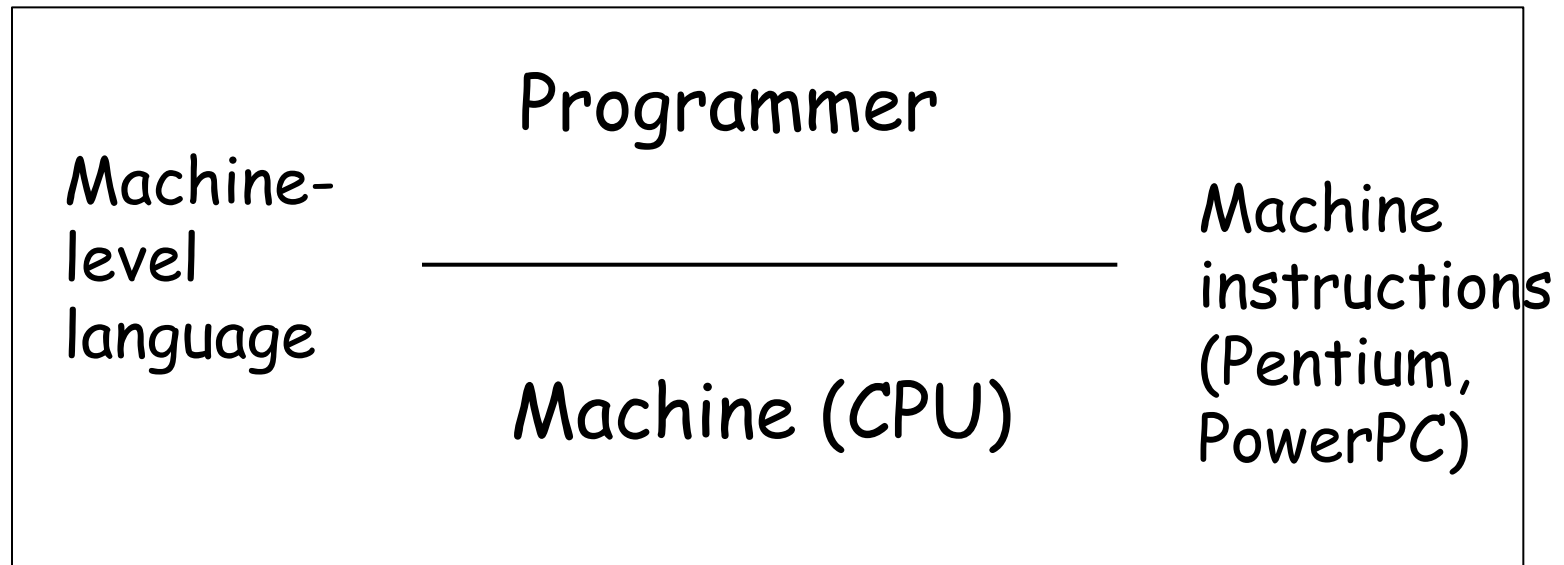 Programmer
Machine-
level
language
Machine (CPU)
Machine
instructions
(Pentium,
PowerPC)